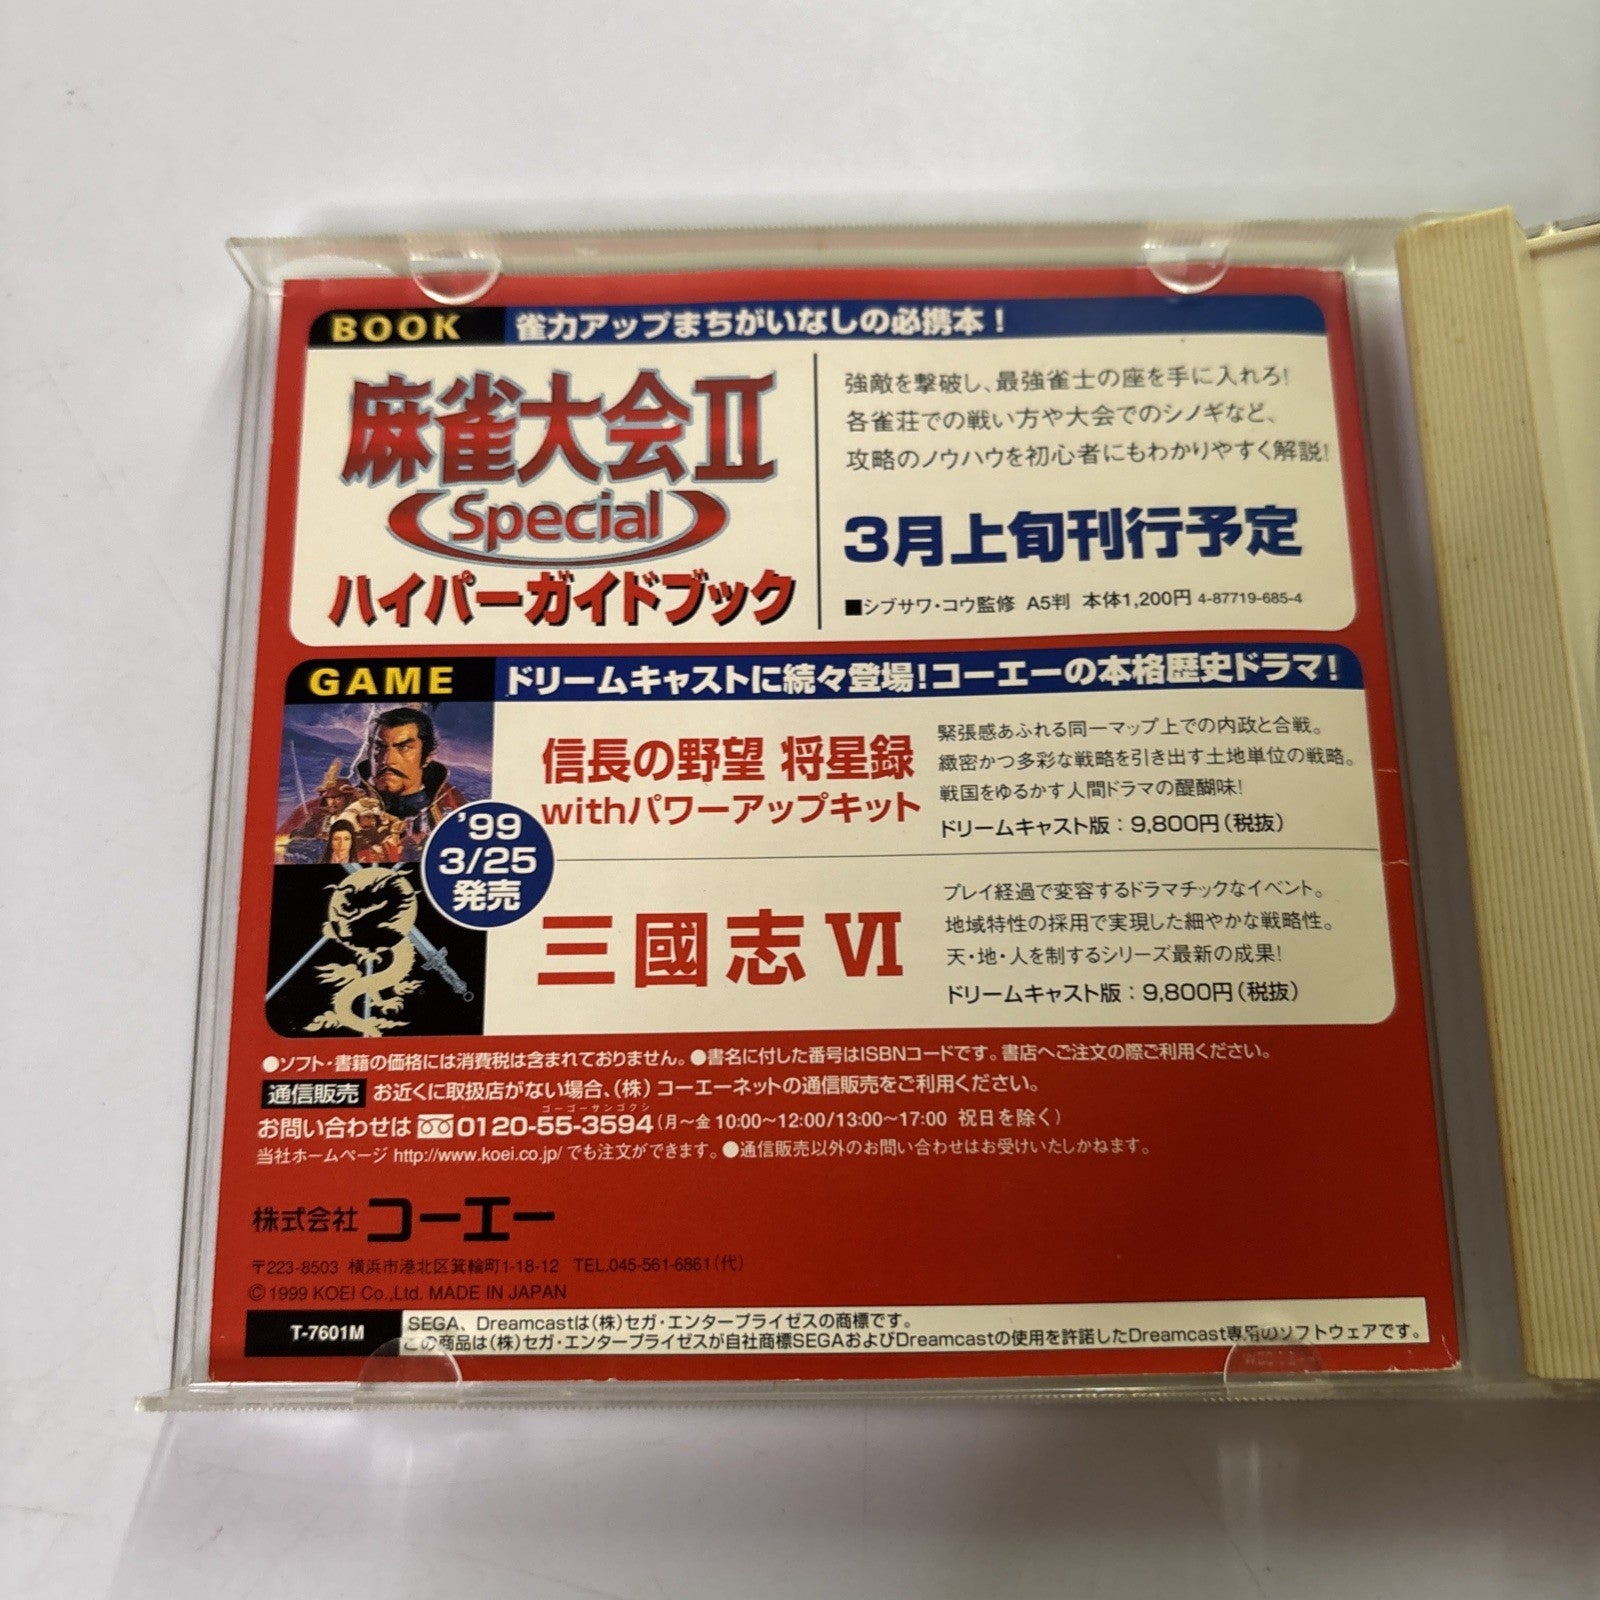 BOOK 雀力アップまちがいなしの必携本！
麻雀大会II
Special
ハイパーガイドブック
強敵を撃破し、最強雀士の座を手に入れろ！
各雀荘での戦い方や大会でのシノギなど、
攻略のノウハウを初心者にもわかりやすく解説！
3月上旬刊行予定
■シブサワ・コウ監修 A5判 本体1,200円 4-87719-685-4
GAME ドリームキャストに続々登場！コーエーの本格歴史ドラマ！
信長の野望 将星録
withパワーアップキット
緊張感あふれる同一マップ上での内政と合戦。
緻密かつ多彩な戦略を引き出す土地単位の戦略。
戦国をゆるがす人間ドラマの醍醐味！
ドリームキャスト版：9,800円（税抜）
'99
3/25
発売
三國志VI
プレイ経過で変容するドラマチックなイベント。
地域特性の採用で実現した細やかな戦略性。
天・地・人を制するシリーズ最新の成果！
ドリームキャスト版：9,800円（税抜）
●ソフト・書籍の価格には消費税は含まれておりません。●書名に付した番号はISBNコードです。書店へご注文の際ご利用ください。
通信販売 お近くに取扱店がない場合、（株）コーエーネットの通信販売をご利用ください。
ゴーゴーサンゴクシ
お問い合わせは 0120-55-3594（月～金 10:00～12:00/13:00～17:00 祝日を除く）
当社ホームページ http://www.koei.co.jp/ でも注文ができます。●通信販売以外のお問い合わせはお受けいたしかねます。
株式会社 コーエー
〒223-8503 横浜市港北区箕輪町1-18-12 TEL.045-561-6861（代）
©1999 KOEI Co.,Ltd. MADE IN JAPAN
T-7601M
SEGA、Dreamcastは（株）セガ・エンタープライゼスの商標です。
この商品は（株）セガ・エンタープライゼスが自社商標SEGAおよびDreamcastの使用を許諾したDreamcast専用のソフトウェアです。